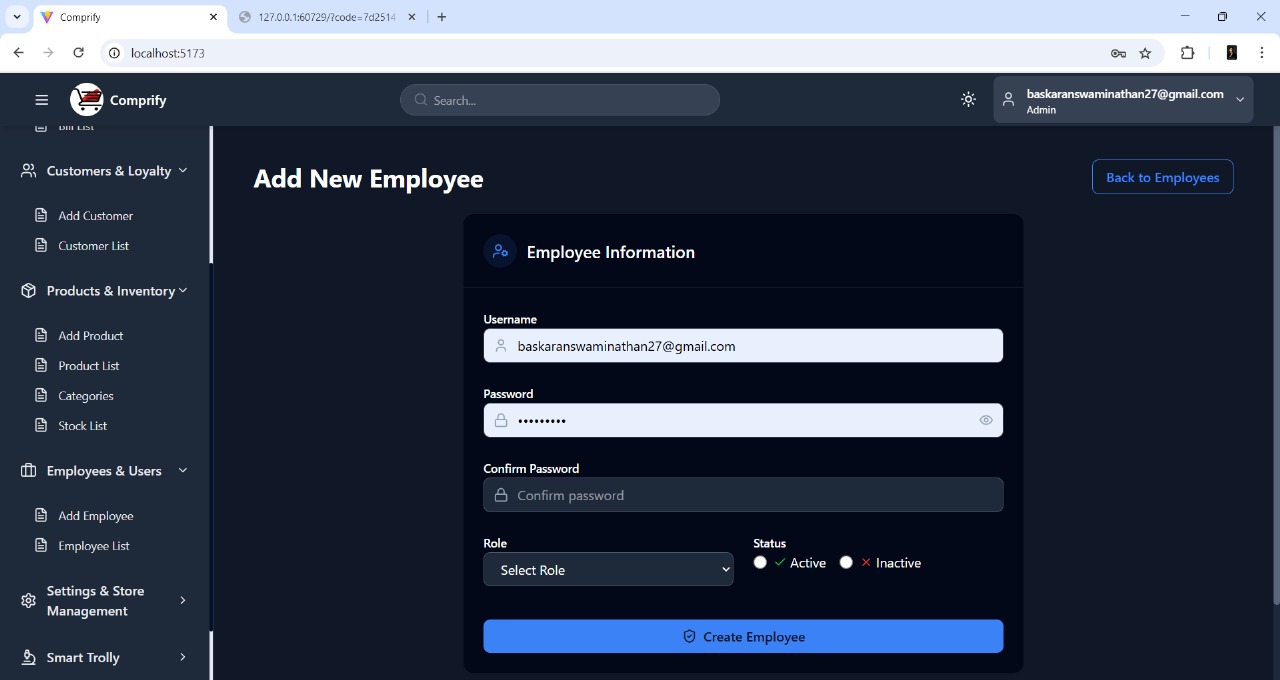 Comprify
127.0.0.1:60729/?code=7d2514
localhost:5173
Comprify
Search...
baskaranswaminathan27@gmail.com
Admin
Bill List
Customers & Loyalty
Add Customer
Customer List
Products & Inventory
Add Product
Product List
Categories
Stock List
Employees & Users
Add Employee
Employee List
Settings & Store
Management
Smart Trolly
Add New Employee
Back to Employees
Employee Information
Username
baskaranswaminathan27@gmail.com
Password
•••••••••
Confirm Password
Confirm password
Role
Select Role
Status
Active
Inactive
Create Employee